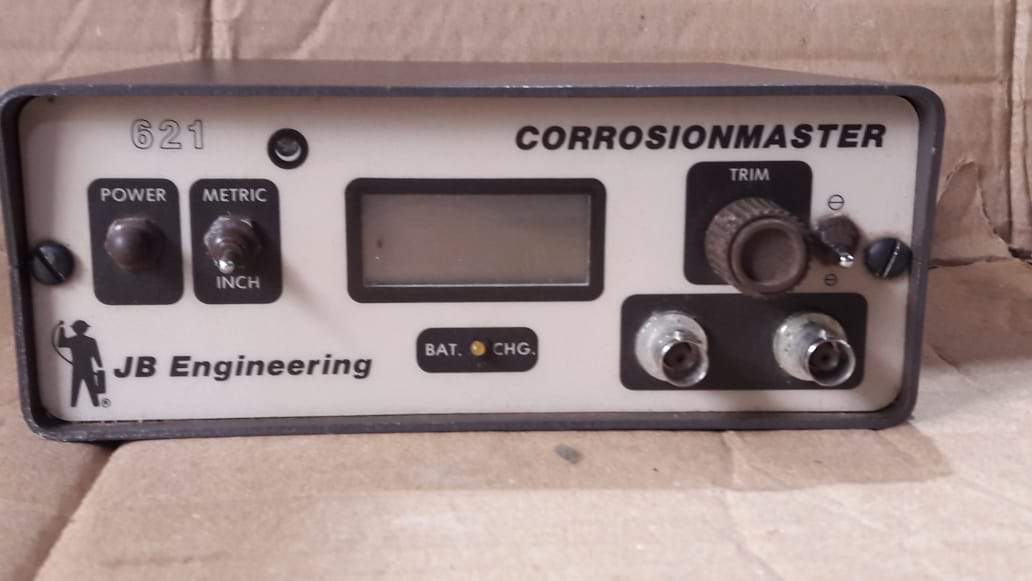 621
CORROSIONMASTER
POWER
METRIC
INCH
TRIM
BAT. CHG.
JB Engineering
®